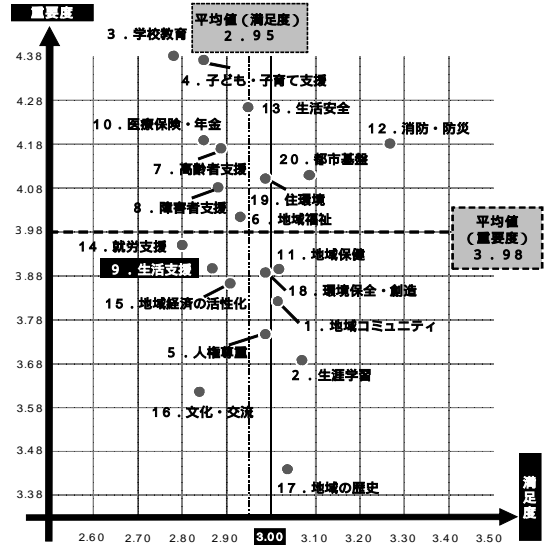 重要度
平均値（満足度）
２．９５
３．学校教育
4.38
４．子ども・子育て支援
4.28
１３．生活安全
１０．医療保険・年金
１２．消防・防災
4.18
２０．都市基盤
７．高齢者支援
4.08
１９．住環境
８．障害者支援
６．地域福祉
平均値
（重要度）
３．９８
3.98
１４．就労支援
１１．地域保健
９．生活支援
3.88
１８．環境保全・創造
１５．地域経済の活性化
3.78
１．地域コミュニティ
５．人権尊重
3.68
２．生涯学習
3.58
１６．文化・交流
3.48
１７．地域の歴史
3.38
満足度
2.60 2.70 2.80 2.90 3.00 3.10 3.20 3.30 3.40 3.50